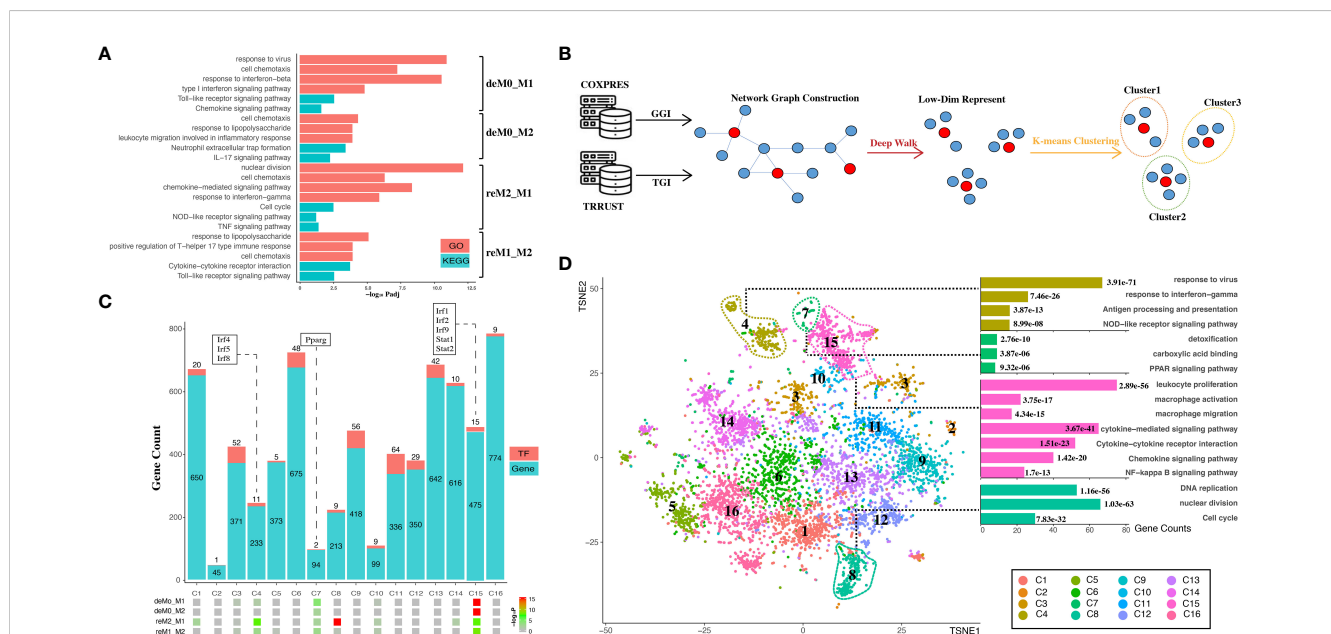 A
response to virus
cell chemotaxis
response to interferon-beta
type I interferon signaling pathway
Toll-like receptor signaling pathway
Chemokine signaling pathway
deM0_M1
cell chemotaxis
response to lipopolysaccharide
leukocyte migration involved in inflammatory response
Neutrophil extracellular trap formation
IL-17 signaling pathway
deM0_M2
nuclear division
cell chemotaxis
chemokine-mediated signaling pathway
response to interferon-gamma
Cell cycle
NOD-like receptor signaling pathway
TNF signaling pathway
reM2_M1
response to lipopolysaccharide
positive regulation of T-helper 17 type immune response
cell chemotaxis
Cytokine-cytokine receptor interaction
Toll-like receptor signaling pathway
reM1_M2
GO
KEGG
0.0 2.5 5.0 7.5 10.0 12.5
-log₁₀ Padj
B
COXPRES
GGI
TGI
TRRUST
Network Graph Construction
Deep Walk
Low-Dim Represent
K-means Clustering
Cluster1
Cluster3
Cluster2
C
Gene Count
800
600
400
200
0
Irf4
Irf5
Irf8
Pparg
Irf1
Irf2
Irf9
Stat1
Stat2
20 1 52 11 5 48 2 9 56 9 64 29 42 10 15 9
650 45 371 233 373 675 94 213 418 99 336 350 642 616 475 774
TF
Gene
C1 C2 C3 C4 C5 C6 C7 C8 C9 C10 C11 C12 C13 C14 C15 C16
deM0_M1
deM0_M2
reM2_M1
reM1_M2
-log₁₀P
15
10
5
0
D
TSNE2
50
25
0
-25
-50 -25 0 25
TSNE1
4
7
15
10
3
3
2
14
11
9
6
13
5
16
1
12
8
3.91e-71 response to virus
7.46e-26 response to interferon-gamma
3.87e-13 Antigen processing and presentation
8.99e-08 NOD-like receptor signaling pathway
2.76e-10 detoxification
3.87e-06 carboxylic acid binding
9.32e-06 PPAR signaling pathway
2.89e-56 leukocyte proliferation
3.75e-17 macrophage activation
4.34e-15 macrophage migration
3.67e-41 cytokine-mediated signaling pathway
1.51e-23 Cytokine-cytokine receptor interaction
1.42e-20 Chemokine signaling pathway
1.7e-13 NF-kappa B signaling pathway
1.16e-56 DNA replication
1.03e-63 nuclear division
7.83e-32 Cell cycle
0 20 40 60 80
Gene Counts
C1 C5 C9 C13
C2 C6 C10 C14
C3 C7 C11 C15
C4 C8 C12 C16